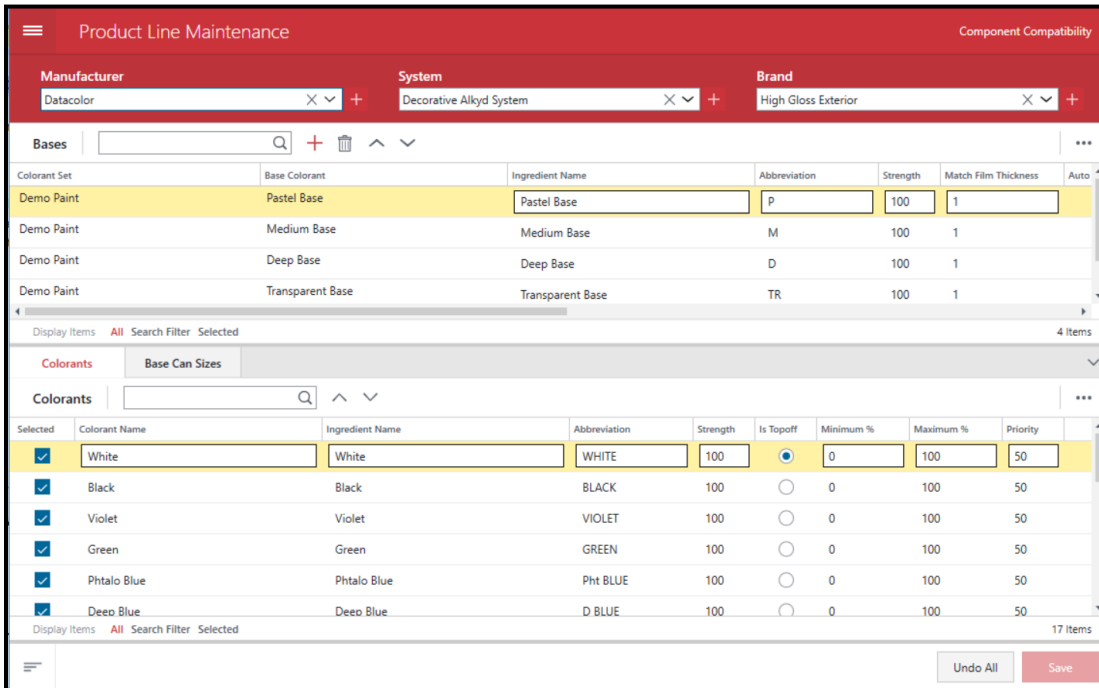 Product Line Maintenance Component Compatibility
Manufacturer System Brand
Datacolor Decorative Alkyd System High Gloss Exterior
Bases
Colorant Set Base Colorant Ingredient Name Abbreviation Strength Match Film Thickness Auto
Demo Paint Pastel Base Pastel Base P 100 1
Demo Paint Medium Base Medium Base M 100 1
Demo Paint Deep Base Deep Base D 100 1
Demo Paint Transparent Base Transparent Base TR 100 1
Display Items All Search Filter Selected 4 Items
Colorants Base Can Sizes
Colorants
Selected Colorant Name Ingredient Name Abbreviation Strength Is Topoff Minimum % Maximum % Priority
White White WHITE 100 0 100 50
Black Black BLACK 100 0 100 50
Violet Violet VIOLET 100 0 100 50
Green Green GREEN 100 0 100 50
Phtalo Blue Phtalo Blue Pht BLUE 100 0 100 50
Deep Blue Deep Blue D BLUE 100 0 100 50
Display Items All Search Filter Selected 17 Items
Undo All Save